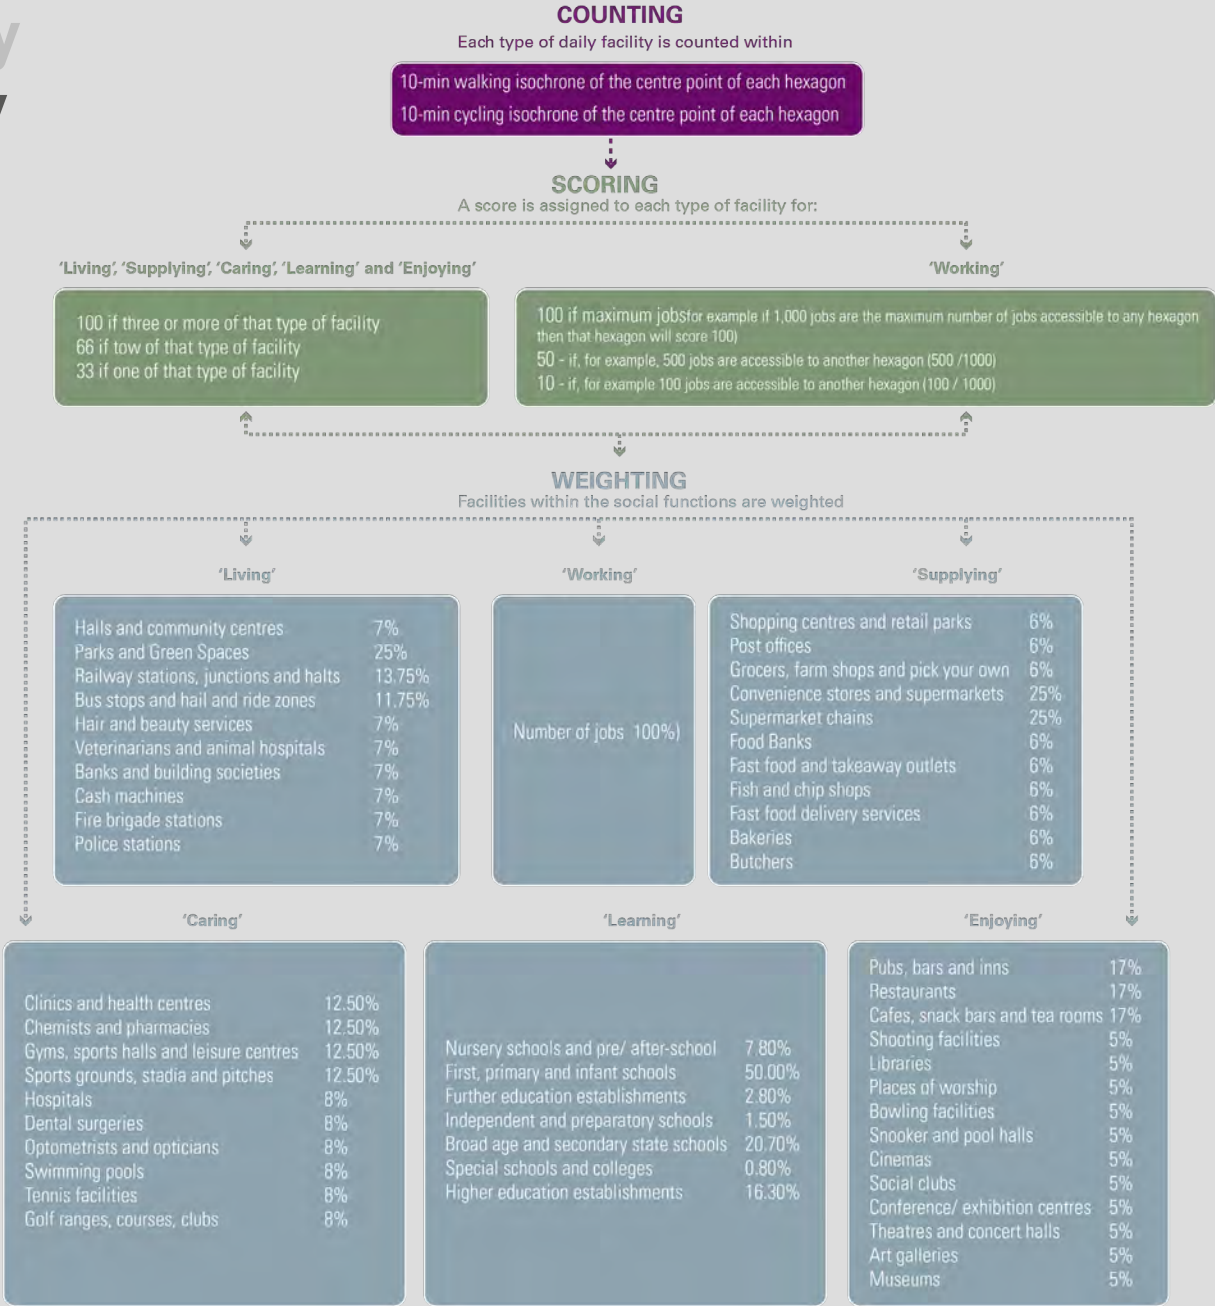 y
y
COUNTING
Each type of daily facility is counted within
10-min walking isochrone of the centre point of each hexagon
10-min cycling isochrone of the centre point of each hexagon
SCORING
A score is assigned to each type of facility for:
‘Living’, ‘Supplying’, ‘Caring’, ‘Learning’ and ‘Enjoying’
100 if three or more of that type of facility
66 if tow of that type of facility
33 if one of that type of facility
‘Working’
100 if maximum jobsfor example if 1,000 jobs are the maximum number of jobs accessible to any hexagon
then that hexagon will score 100)
50 - if, for example, 500 jobs are accessible to another hexagon (500 /1000)
10 - if, for example 100 jobs are accessible to another hexagon (100 / 1000)
WEIGHTING
Facilities within the social functions are weighted
‘Living’
Halls and community centres 7%
Parks and Green Spaces 25%
Railway stations, junctions and halts 13.75%
Bus stops and hail and ride zones 11.75%
Hair and beauty services 7%
Veterinarians and animal hospitals 7%
Banks and building societies 7%
Cash machines 7%
Fire brigade stations 7%
Police stations 7%
‘Working’
Number of jobs 100%)
‘Supplying’
Shopping centres and retail parks 6%
Post offices 6%
Grocers, farm shops and pick your own 6%
Convenience stores and supermarkets 25%
Supermarket chains 25%
Food Banks 6%
Fast food and takeaway outlets 6%
Fish and chip shops 6%
Fast food delivery services 6%
Bakeries 6%
Butchers 6%
‘Caring’
Clinics and health centres 12.50%
Chemists and pharmacies 12.50%
Gyms, sports halls and leisure centres 12.50%
Sports grounds, stadia and pitches 12.50%
Hospitals 8%
Dental surgeries 8%
Optometrists and opticians 8%
Swimming pools 8%
Tennis facilities 8%
Golf ranges, courses, clubs 8%
‘Learning’
Nursery schools and pre/ after-school 7.80%
First, primary and infant schools 50.00%
Further education establishments 2.80%
Independent and preparatory schools 1.50%
Broad age and secondary state schools 20.70%
Special schools and colleges 0.80%
Higher education establishments 16.30%
‘Enjoying’
Pubs, bars and inns 17%
Restaurants 17%
Cafes, snack bars and tea rooms 17%
Shooting facilities 5%
Libraries 5%
Places of worship 5%
Bowling facilities 5%
Snooker and pool halls 5%
Cinemas 5%
Social clubs 5%
Conference/ exhibition centres 5%
Theatres and concert halls 5%
Art galleries 5%
Museums 5%